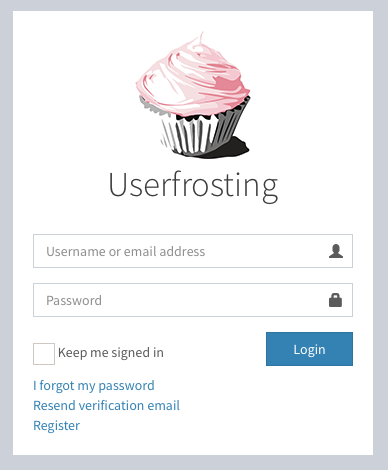 Userfrosting
Username or email address
Password
Keep me signed in
Login
I forgot my password
Resend verification email
Register